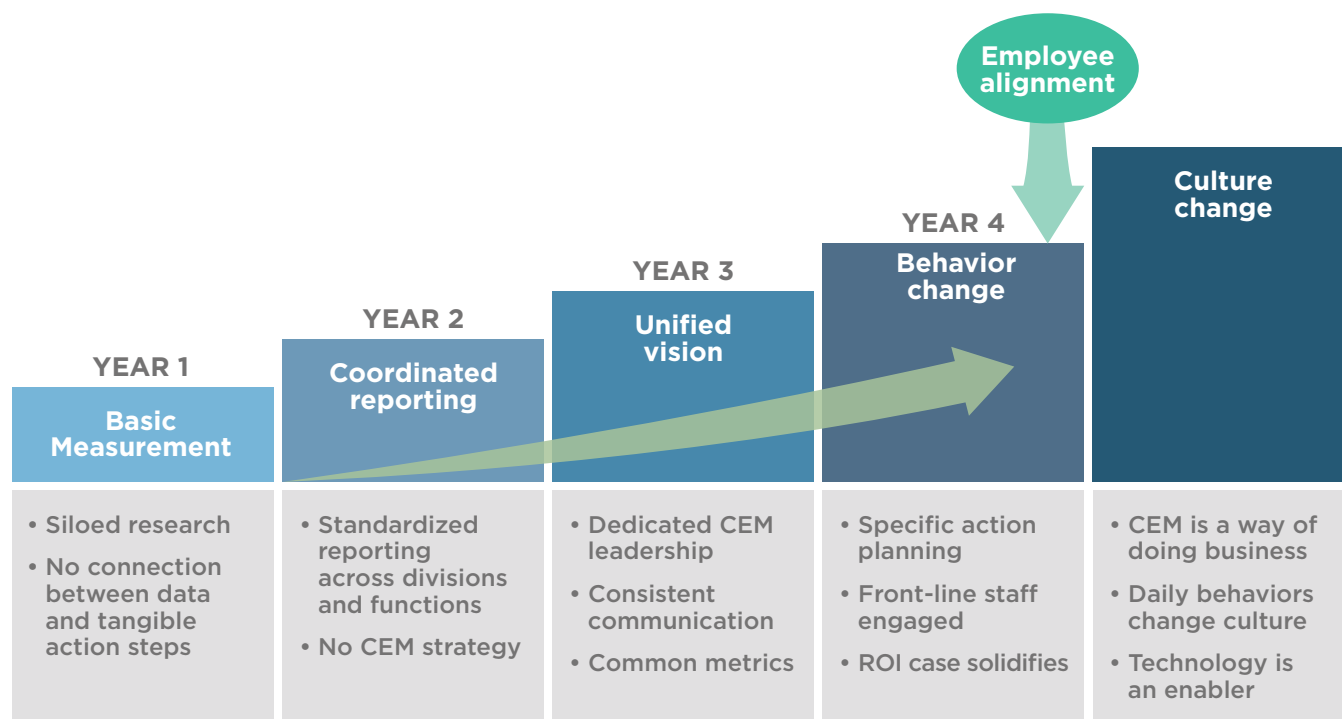 Employee
alignment
Culture
change
YEAR 4
Behavior
change
YEAR 3
Unified
vision
YEAR 2
Coordinated
reporting
YEAR 1
Basic
Measurement
• Siloed research
• No connection
between data
and tangible
action steps
• Standardized
reporting
across divisions
and functions
• No CEM strategy
• Dedicated CEM
leadership
• Consistent
communication
• Common metrics
• Specific action
planning
• Front-line staff
engaged
• ROI case solidifies
• CEM is a way of
doing business
• Daily behaviors
change culture
• Technology is
an enabler